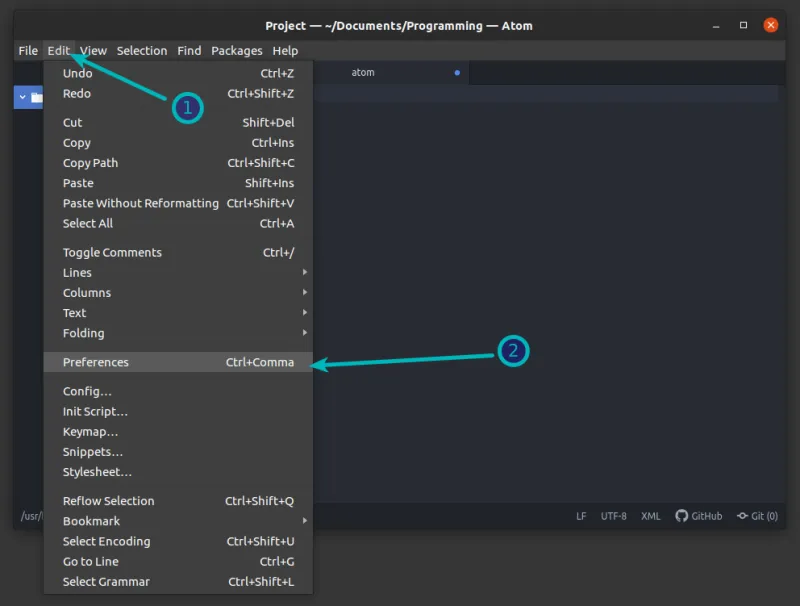 Project — ~/Documents/Programming — Atom
File Edit View Selection Find Packages Help
atom
Undo Ctrl+Z
1
Redo Ctrl+Shift+Z
Cut Shift+Del
Copy Ctrl+Ins
Copy Path Ctrl+Shift+C
Paste Shift+Ins
Paste Without Reformatting Ctrl+Shift+V
Select All Ctrl+A
Toggle Comments Ctrl+/
Lines
Columns
Text
Folding
2
Preferences Ctrl+Comma
Config…
Init Script…
Keymap…
Snippets…
Stylesheet…
Reflow Selection Ctrl+Shift+Q
Bookmark
Select Encoding Ctrl+Shift+U
Go to Line Ctrl+G
Select Grammar Ctrl+Shift+L
/usr/ LF UTF-8 XML GitHub Git (0)